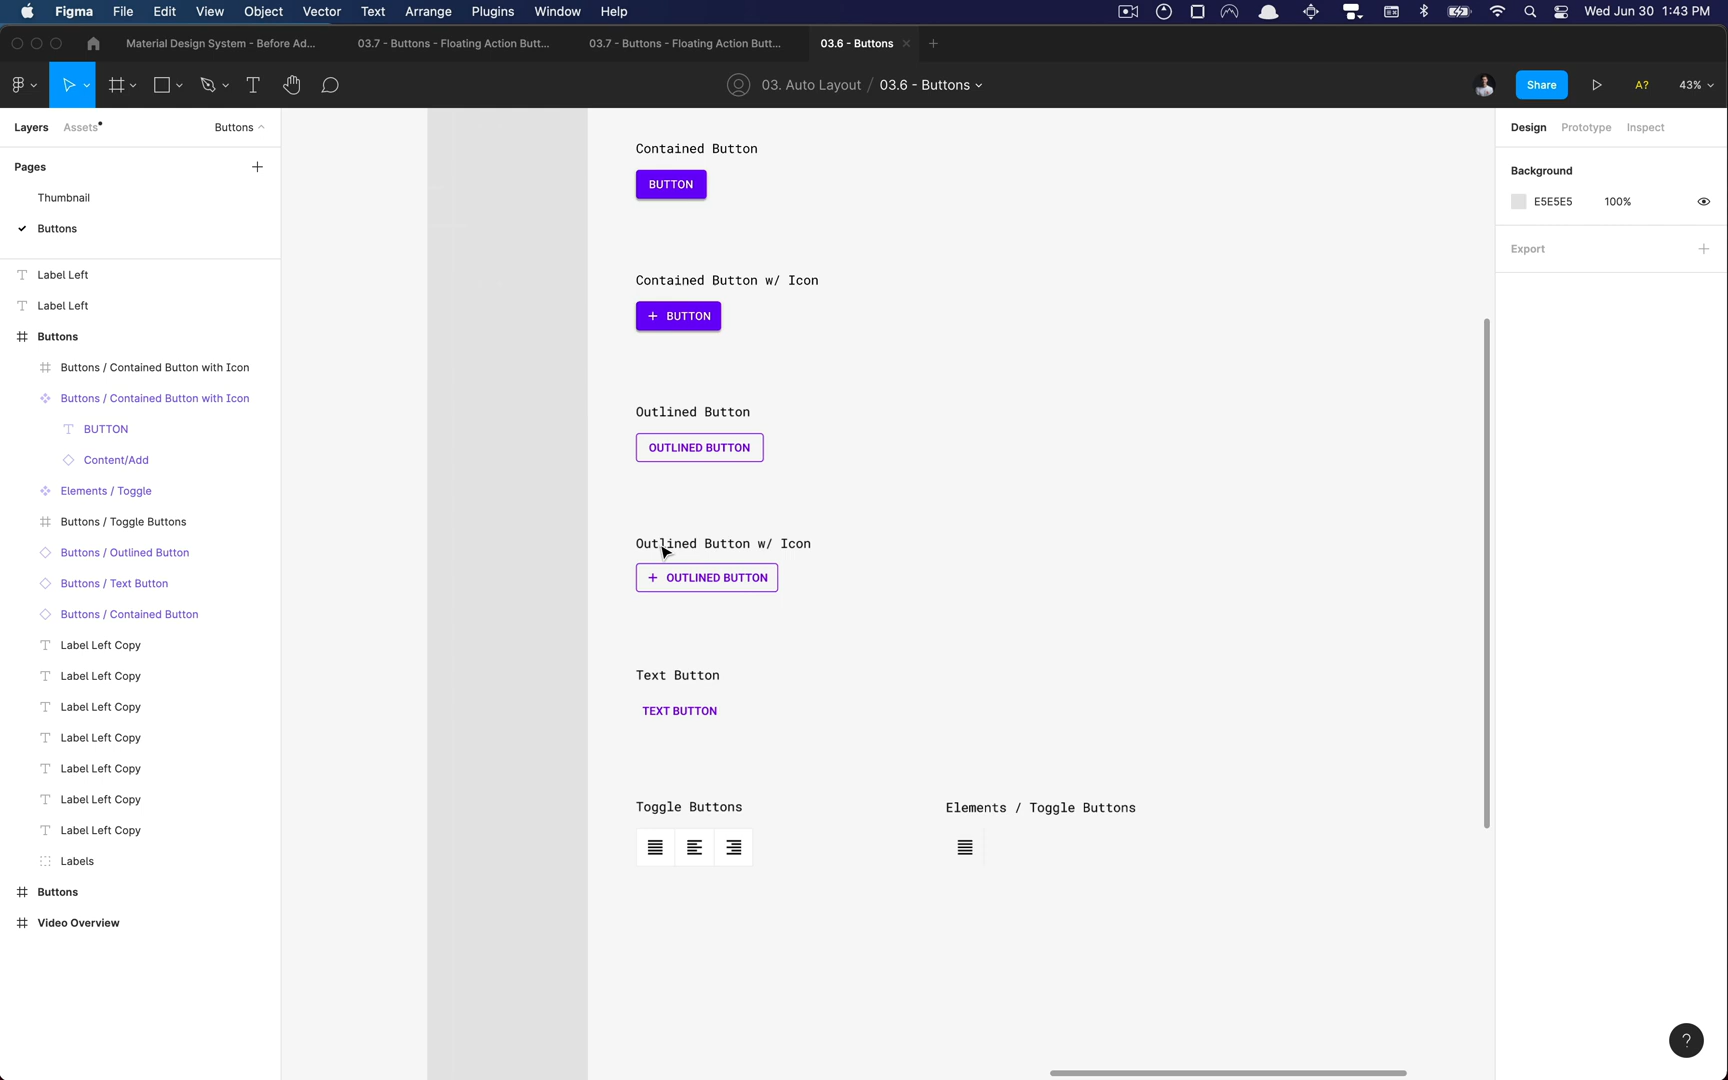 Figma File Edit View Object Vector Text Arrange Plugins Window Help Wed Jun 30 1:43 PM
Material Design System - Before Ad... 03.7 - Buttons - Floating Action Butt... 03.7 - Buttons - Floating Action Butt... 03.6 - Buttons
03. Auto Layout / 03.6 - Buttons Share A? 43%
Layers Assets Buttons
Pages
Thumbnail
Buttons
Label Left
Label Left
Buttons
Buttons / Contained Button with Icon
Buttons / Contained Button with Icon
BUTTON
Content/Add
Elements / Toggle
Buttons / Toggle Buttons
Buttons / Outlined Button
Buttons / Text Button
Buttons / Contained Button
Label Left Copy
Label Left Copy
Label Left Copy
Label Left Copy
Label Left Copy
Label Left Copy
Label Left Copy
Labels
Buttons
Video Overview
Contained Button
BUTTON
Contained Button w/ Icon
+ BUTTON
Outlined Button
OUTLINED BUTTON
Outlined Button w/ Icon
+ OUTLINED BUTTON
Text Button
TEXT BUTTON
Toggle Buttons
Elements / Toggle Buttons
Design Prototype Inspect
Background
E5E5E5 100%
Export
?